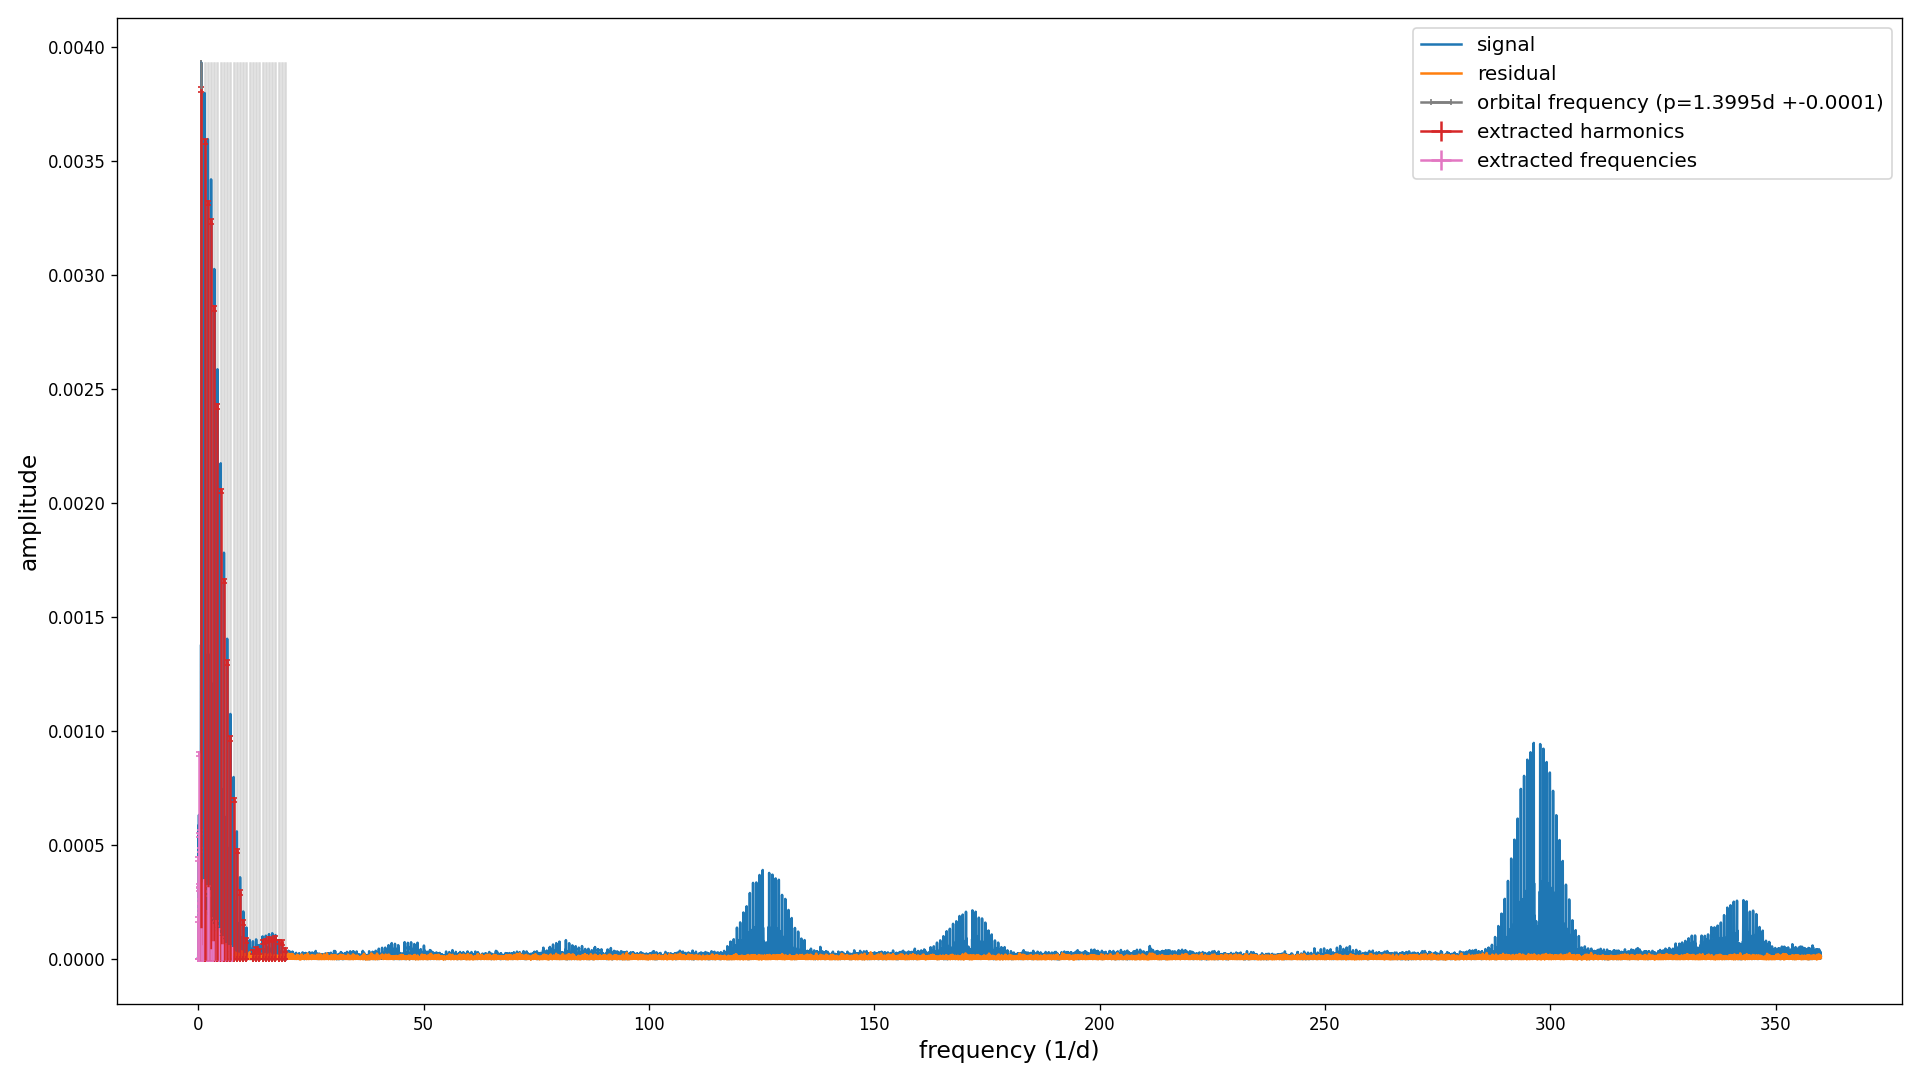 0.0040
0.0035
0.0030
0.0025
0.0020
0.0015
0.0010
0.0005
0.0000
amplitude
0
50
100
150
200
250
300
350
frequency (1/d)
signal
residual
orbital frequency (p=1.3995d +-0.0001)
extracted harmonics
extracted frequencies